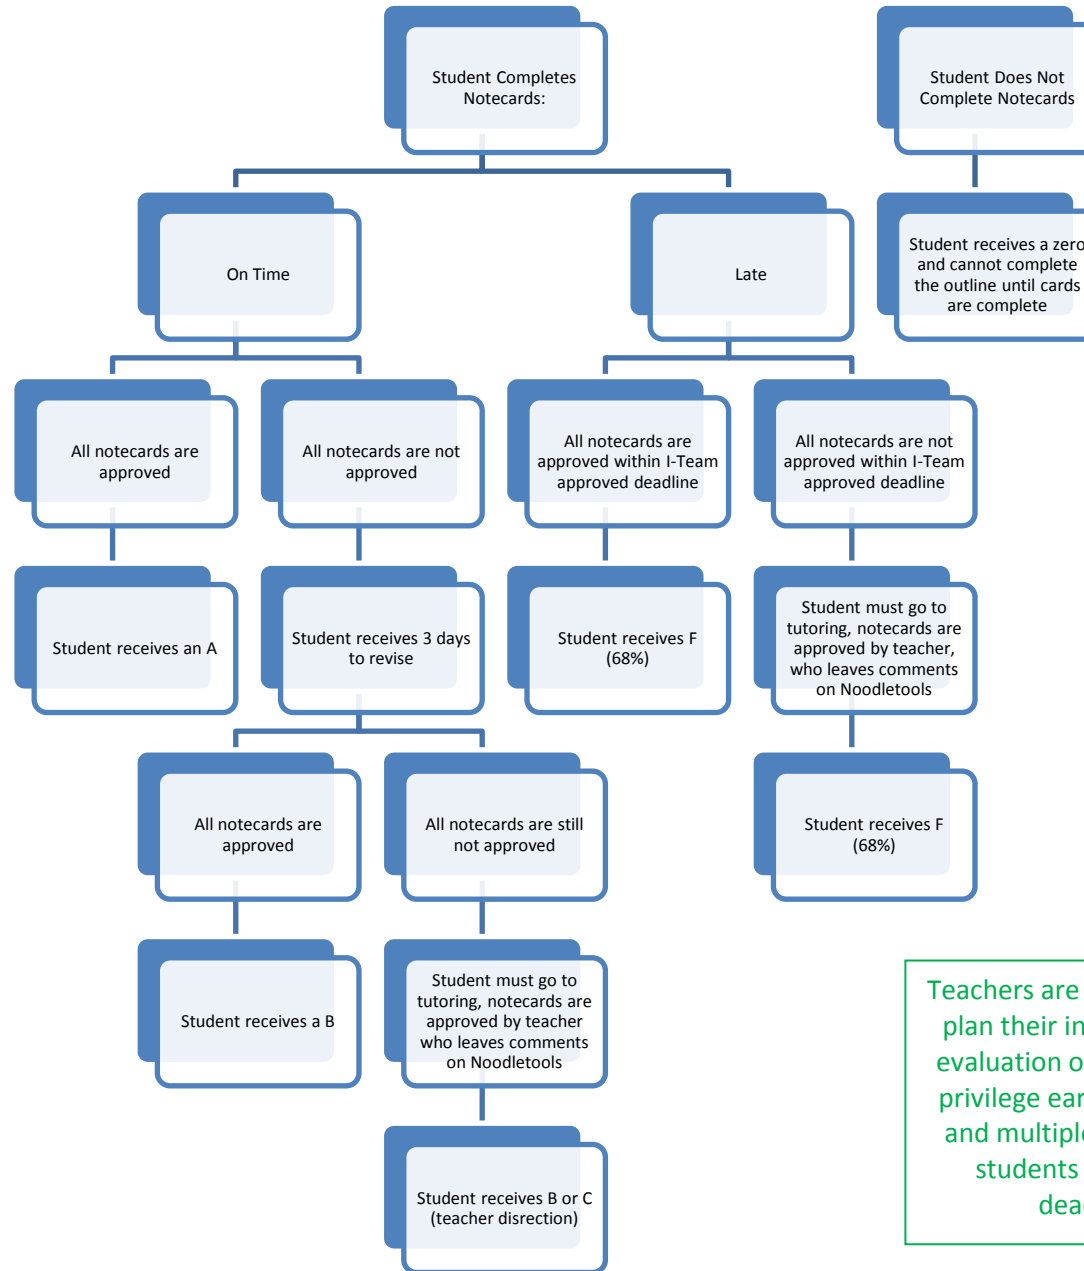 Student Completes
Notecards:
Student Does Not
Complete Notecards
On Time
Late
Student receives a zero
and cannot complete
the outline until cards
are complete
All notecards are
approved
All notecards are not
approved
All notecards are
approved within I-Team
approved deadline
All notecards are not
approved within I-Team
approved deadline
Student receives an A
Student receives 3 days
to revise
Student receives F
(68%)
Student must go to
tutoring, notecards are
approved by teacher,
who leaves comments
on Noodletools
All notecards are
approved
All notecards are still
not approved
Student receives F
(68%)
Student receives a B
Student must go to
tutoring, notecards are
approved by teacher
who leaves comments
on Noodletools
Student receives B or C
(teacher disrection)
Teachers are
plan their
evaluation
privilege
and
students